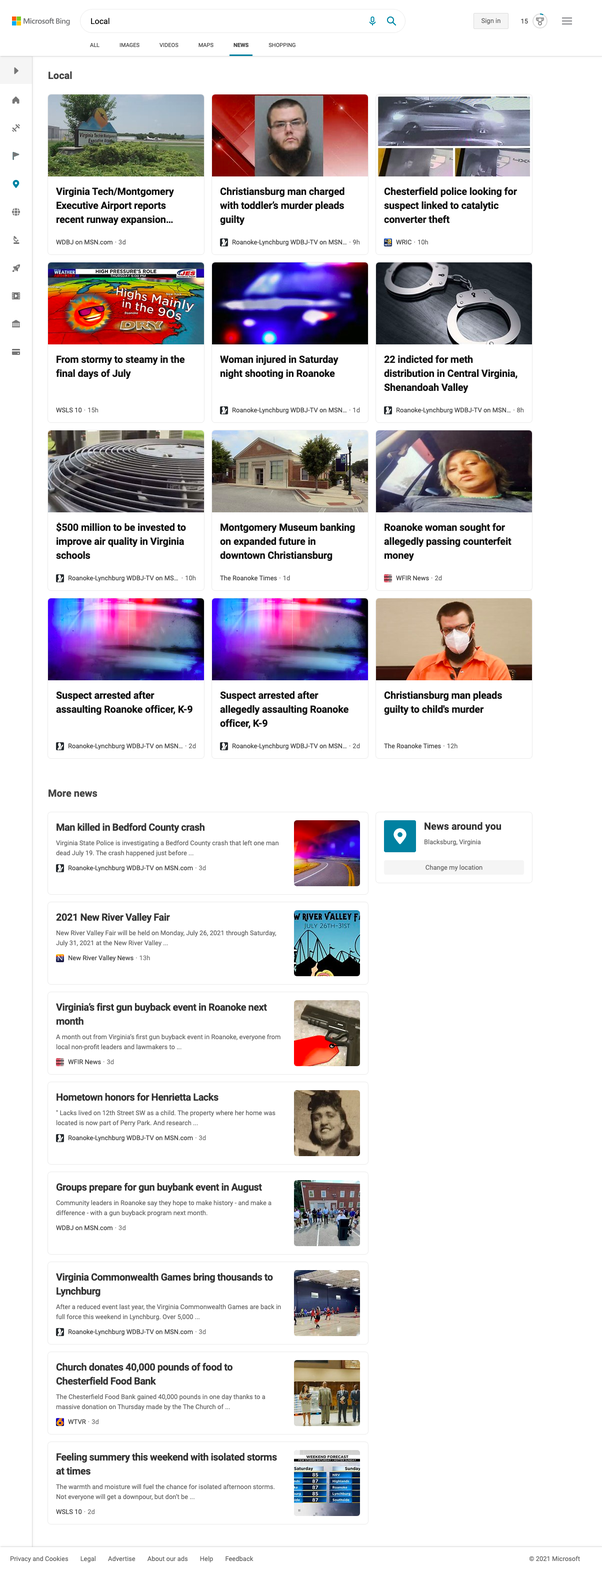 Microsoft Bing
Local
Sign in
15
ALL
IMAGES
VIDEOS
MAPS
NEWS
SHOPPING
Local
Virginia Tech/Montgomery
Executive Airport reports
recent runway expansion...
WDBJ on MSN.com · 3d
Christiansburg man charged
with toddler's murder pleads
guilty
Roanoke-Lynchburg WDBJ-TV on MSN... · 9h
Chesterfield police looking for
suspect linked to catalytic
converter theft
WRIC · 10h
WEATHER
HIGH PRESSURE'S ROLE
JES
Highs Mainly
in the 90s
DRY
From stormy to steamy in the
final days of July
WSLS 10 · 15h
Woman injured in Saturday
night shooting in Roanoke
Roanoke-Lynchburg WDBJ-TV on MSN... · 1d
22 indicted for meth
distribution in Central Virginia,
Shenandoah Valley
Roanoke-Lynchburg WDBJ-TV on MSN... · 8h
$500 million to be invested to
improve air quality in Virginia
schools
Roanoke-Lynchburg WDBJ-TV on MS... · 10h
Montgomery Museum banking
on expanded future in
downtown Christiansburg
The Roanoke Times · 1d
Roanoke woman sought for
allegedly passing counterfeit
money
WFIR News · 2d
Suspect arrested after
assaulting Roanoke officer, K-9
Roanoke-Lynchburg WDBJ-TV on MSN... · 2d
Suspect arrested after
allegedly assaulting Roanoke
officer, K-9
Roanoke-Lynchburg WDBJ-TV on MSN... · 2d
Christiansburg man pleads
guilty to child's murder
The Roanoke Times · 12h
More news
Man killed in Bedford County crash
Virginia State Police is investigating a Bedford County crash that left one man
dead July 19. The crash happened just before ...
Roanoke-Lynchburg WDBJ-TV on MSN.com · 3d
News around you
Blacksburg, Virginia
Change my location
2021 New River Valley Fair
New River Valley Fair will be held on Monday, July 26, 2021 through Saturday,
July 31, 2021 at the New River Valley ...
New River Valley News · 13h
W RIVER VALLEY F
JULY 26TH-31ST
Virginia's first gun buyback event in Roanoke next
month
A month out from Virginia's first gun buyback event in Roanoke, everyone from
local non-profit leaders and lawmakers to ...
WFIR News · 3d
Hometown honors for Henrietta Lacks
" Lacks lived on 12th Street SW as a child. The property where her home was
located is now part of Perry Park. And research ...
Roanoke-Lynchburg WDBJ-TV on MSN.com · 3d
Groups prepare for gun buybank event in August
Community leaders in Roanoke say they hope to make history - and make a
difference - with a gun buyback program next month.
WDBJ on MSN.com · 3d
Virginia Commonwealth Games bring thousands to
Lynchburg
After a reduced event last year, the Virginia Commonwealth Games are back in
full force this weekend in Lynchburg. Over 5,000 ...
Roanoke-Lynchburg WDBJ-TV on MSN.com · 3d
Church donates 40,000 pounds of food to
Chesterfield Food Bank
The Chesterfield Food Bank gained 40,000 pounds in one day thanks to a
massive donation on Thursday made by the The Church of ...
WTVR · 3d
Feeling summery this weekend with isolated storms
at times
The warmth and moisture will fuel the chance for isolated afternoon storms.
Not everyone will get a downpour, but don't be ...
WSLS 10 · 2d
WEEKEND FORECAST
Saturday
Sunday
85
NRV
87
Roanoke
87
Privacy and Cookies
Legal
Advertise
About our ads
Help
Feedback
© 2021 Microsoft